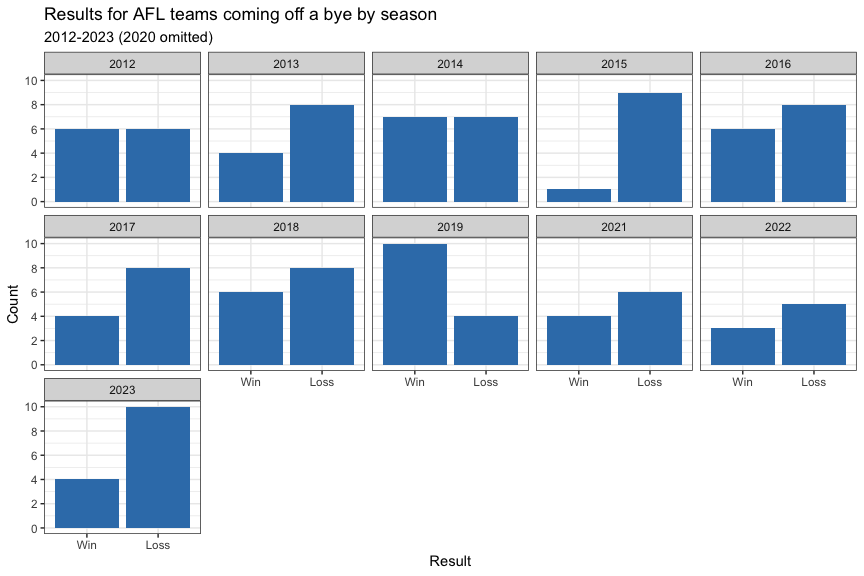 Results for AFL teams coming off a bye by season
2012-2023 (2020 omitted)
2012 2013 2014 2015 2016
10
8
6
4
2
0
2017 2018 2019 2021 2022
10
8
6
4
2
0
Count
Win Loss Win Loss Win Loss Win Loss
2023
10
8
6
4
2
0
Win Loss
Result